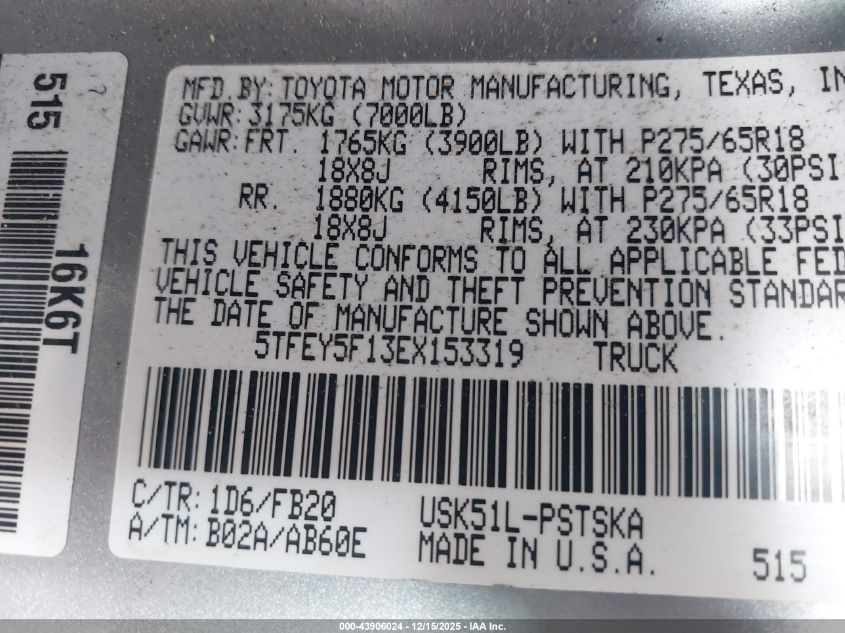 515
16K6T
MFD BY: TOYOTA MOTOR MANUFACTURING, TEXAS, IN
GVWR: 3175KG (7000LB)
GAWR: FRT. 1765KG (3900LB) WITH P275/65R18
18X8J RIMS, AT 210KPA (30PSI
RR. 1880KG (4150LB) WITH P275/65R18
18X8J RIMS, AT 230KPA (33PSI
THIS VEHICLE CONFORMS TO ALL APPLICABLE FED
VEHICLE SAFETY AND THEFT PREVENTION STANDAR
THE DATE OF MANUFACTURE SHOWN ABOVE.
5TFEY5F13EX153319 TRUCK
C/TR: 1D6/FB20 USK51L-PSTSKA
A/TM: B02A/AB60E MADE IN U.S.A. 515
000-43906024 - 12/15/2025 - IAA Inc.